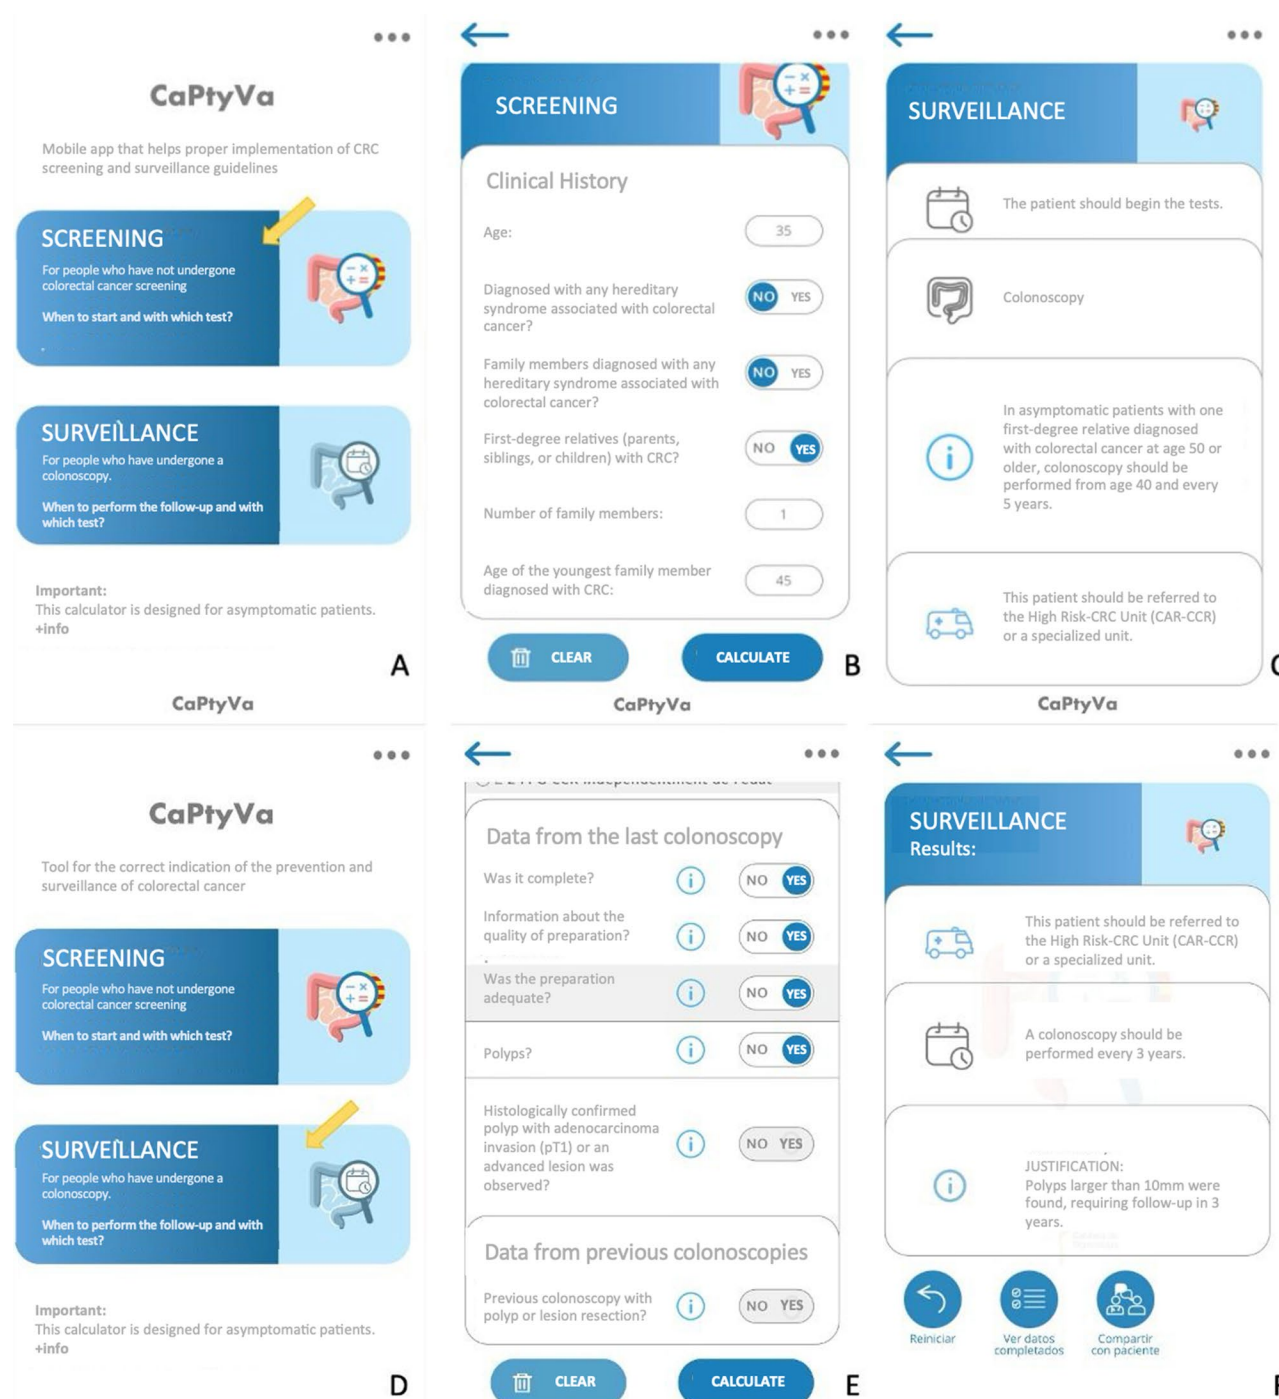 CaPtyVa
Mobile app that helps proper implementation of CRC
screening and surveillance guidelines
SCREENING
For people who have not undergone
colorectal cancer screening
When to start and with which test?
SURVEILLANCE
For people who have undergone a
colonoscopy.
When to perform the follow-up and with
which test?
Important:
This calculator is designed for asymptomatic patients.
+info
A
CaPtyVa
SCREENING
Clinical History
Age:
35
Diagnosed with any hereditary
syndrome associated with colorectal
cancer?
NO YES
Family members diagnosed with any
hereditary syndrome associated with
colorectal cancer?
NO YES
First-degree relatives (parents,
siblings, or children) with CRC?
NO YES
Number of family members:
1
Age of the youngest family member
diagnosed with CRC:
45
CLEAR
CALCULATE
B
CaPtyVa
SURVEILLANCE
The patient should begin the tests.
Colonoscopy
In asymptomatic patients with one
first-degree relative diagnosed
with colorectal cancer at age 50 or
older, colonoscopy should be
performed from age 40 and every
5 years.
This patient should be referred to
the High Risk-CRC Unit (CAR-CCR)
or a specialized unit.
CaPtyVa
CaPtyVa
Tool for the correct indication of the prevention and
surveillance of colorectal cancer
SCREENING
For people who have not undergone
colorectal cancer screening
When to start and with which test?
SURVEILLANCE
For people who have undergone a
colonoscopy.
When to perform the follow-up and with
which test?
Important:
This calculator is designed for asymptomatic patients.
+info
D
Data from the last colonoscopy
Was it complete?
NO YES
Information about the
quality of preparation?
NO YES
Was the preparation
adequate?
NO YES
Polyps?
NO YES
Histologically confirmed
polyp with adenocarcinoma
invasion (pT1) or an
advanced lesion was
observed?
NO YES
Data from previous colonoscopies
Previous colonoscopy with
polyp or lesion resection?
NO YES
CLEAR
CALCULATE
E
SURVEILLANCE
Results:
This patient should be referred to
the High Risk-CRC Unit (CAR-CCR)
or a specialized unit.
A colonoscopy should be
performed every 3 years.
JUSTIFICATION:
Polyps larger than 10mm were
found, requiring follow-up in 3
years.
Reiniciar
Ver datos
completados
Compartir
con paciente